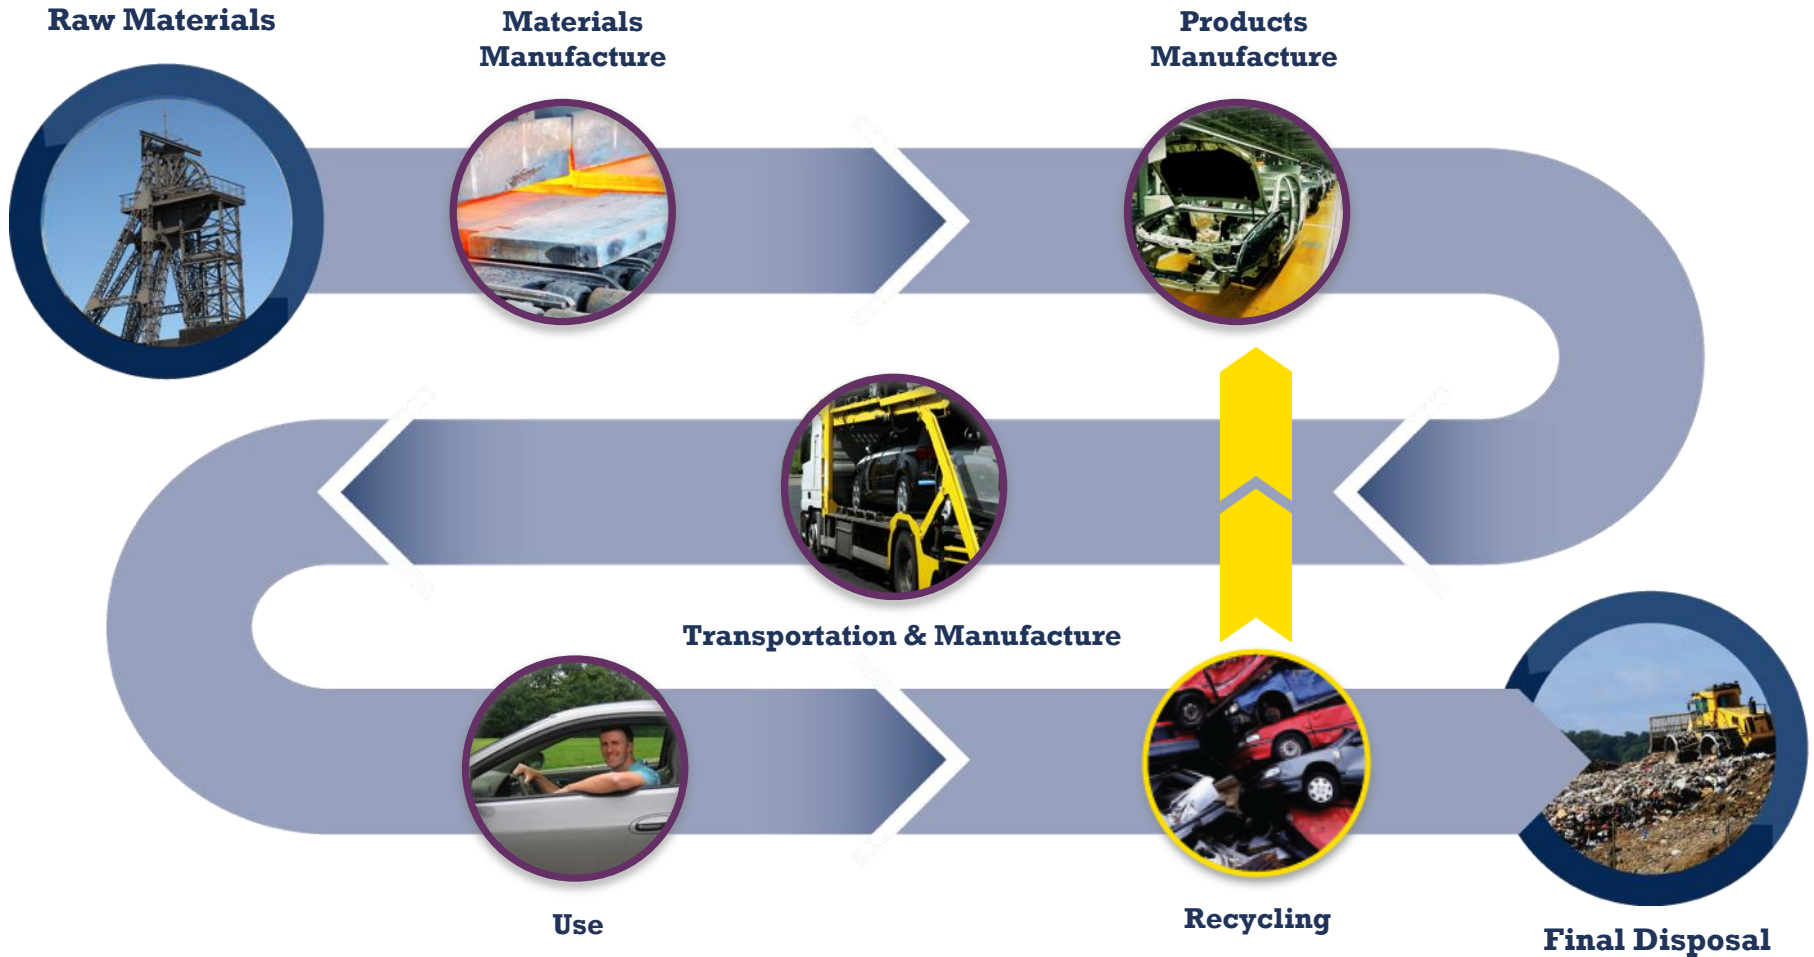 Raw Materials
Materials
Manufacture
Products
Manufacture
Transportation & Manufacture
Use
Recycling
Final Disposal